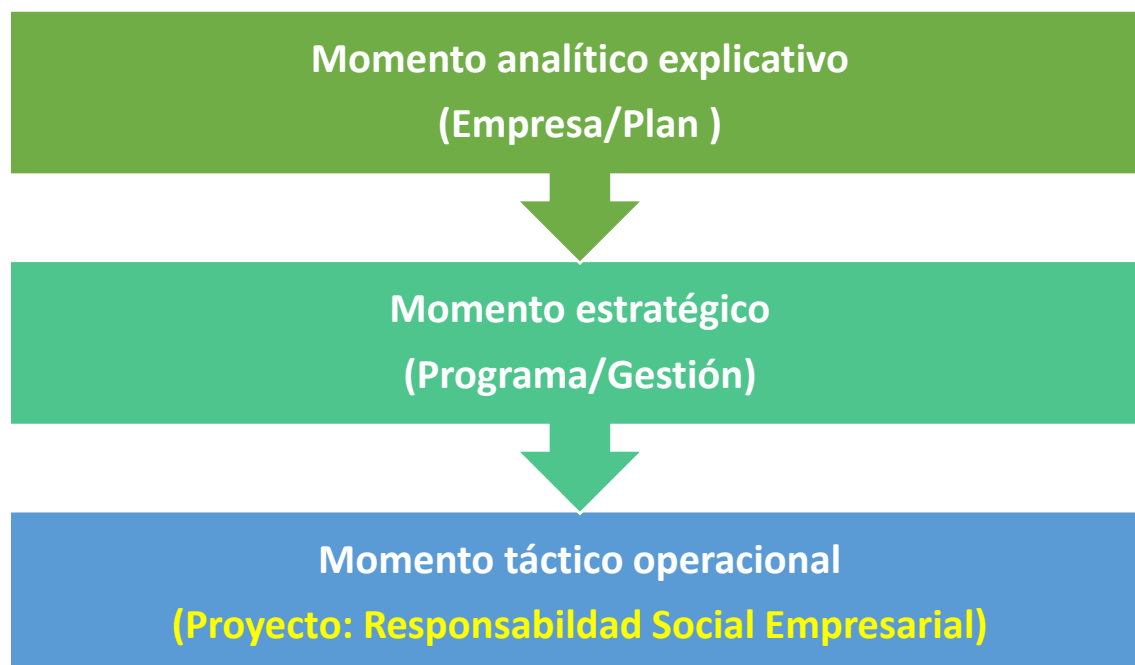 Momento analítico explicativo
(Empresa/Plan )
Momento estratégico
(Programa/Gestión)
Momento táctico operacional
(Proyecto: Responsabildad Social Empresarial)